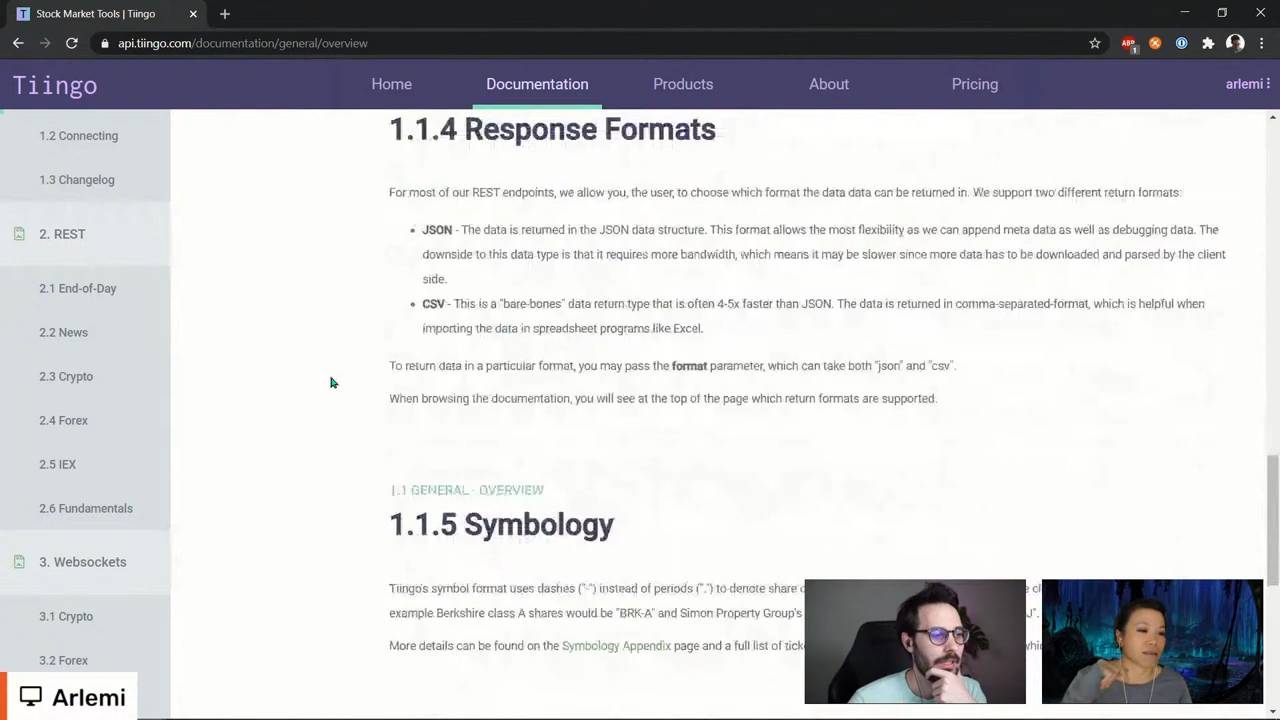 Stock Market Tools | Tiingo
api.tiingo.com/documentation/general/overview
Tiingo
Home
Documentation
Products
About
Pricing
arlemi
1.2 Connecting
1.3 Changelog
2. REST
2.1 End-of-Day
2.2 News
2.3 Crypto
2.4 Forex
2.5 IEX
2.6 Fundamentals
3. Websockets
3.1 Crypto
3.2 Forex
1.1.4 Response Formats
For most of our REST endpoints, we allow you, the user, to choose which format the data data can be returned in. We support two different return formats:
JSON - The data is returned in the JSON data structure. This format allows the most flexibility as we can append meta data as well as debugging data. The
downside to this data type is that it requires more bandwidth, which means it may be slower since more data has to be downloaded and parsed by the client
side.
CSV - This is a "bare-bones" data return type that is often 4-5x faster than JSON. The data is returned in comma-separated-format, which is helpful when
importing the data in spreadsheet programs like Excel.
To return data in a particular format, you may pass the format parameter, which can take both "json" and "csv".
When browsing the documentation, you will see at the top of the page which return formats are supported.
1.1 GENERAL - OVERVIEW
1.1.5 Symbology
Tiingo's symbol format uses dashes ("-") instead of periods (".") to denote share
example Berkshire class A shares would be "BRK-A" and Simon Property Group's
More details can be found on the Symbology Appendix page and a full list of
Arlemi